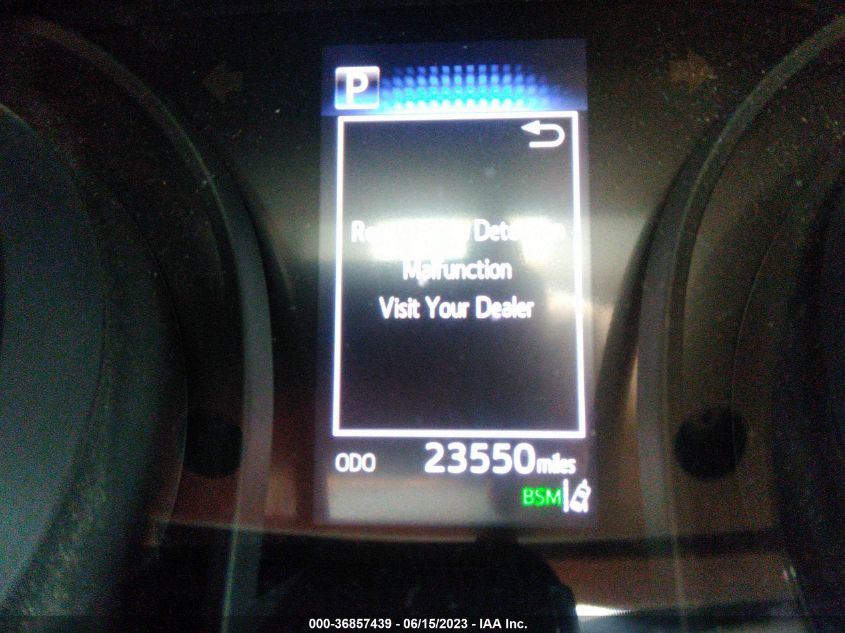 P
Malfunction
Visit Your Dealer
ODO 23550 miles
BSM
000-36857439 - 06/15/2023 - IAA Inc.